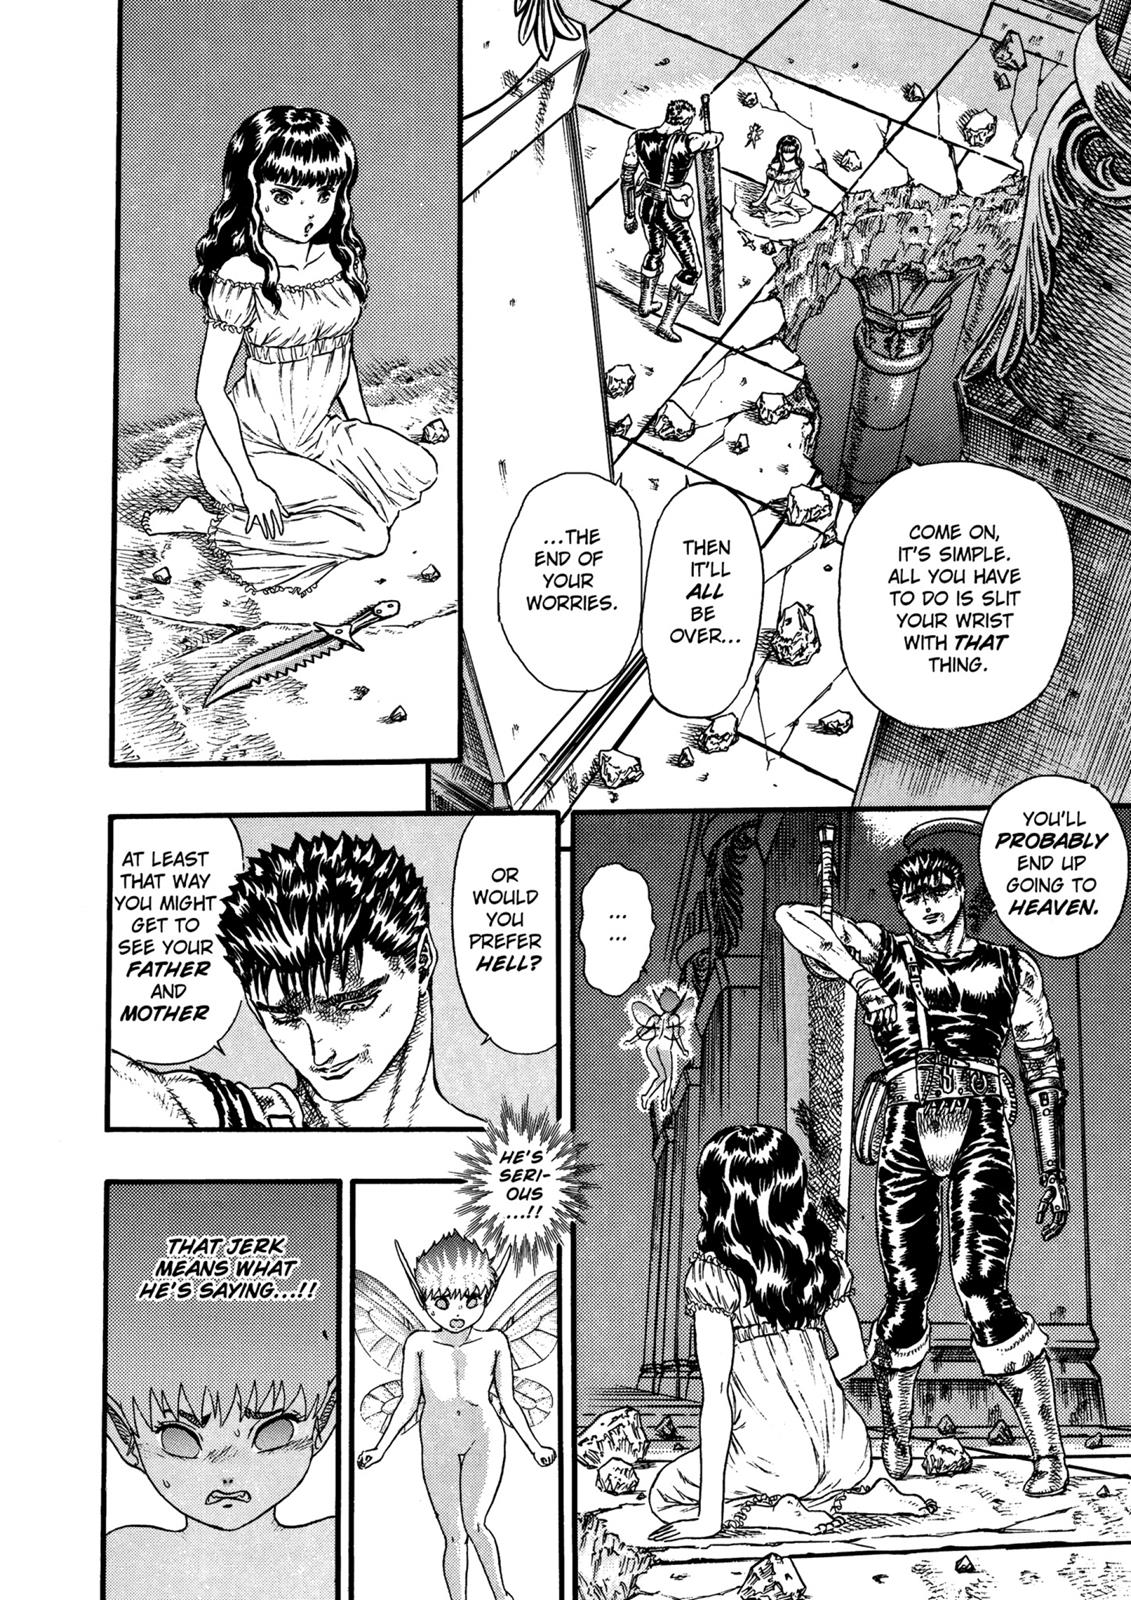 COME ON,
IT'S SIMPLE.
ALL YOU HAVE
TO DO IS SLIT
YOUR WRIST
WITH THAT
THING.
THEN
IT'LL
ALL
BE
OVER...
...THE
END OF
YOUR
WORRIES.
YOU'LL
PROBABLY
END UP
GOING TO
HEAVEN.
...
...
OR
WOULD
YOU
PREFER
HELL?
AT LEAST
THAT WAY
YOU MIGHT
GET TO
SEE YOUR
FATHER
AND
MOTHER
HE'S
SERI-
OUS
...!!
THAT JERK
MEANS WHAT
HE'S SAYING...!!